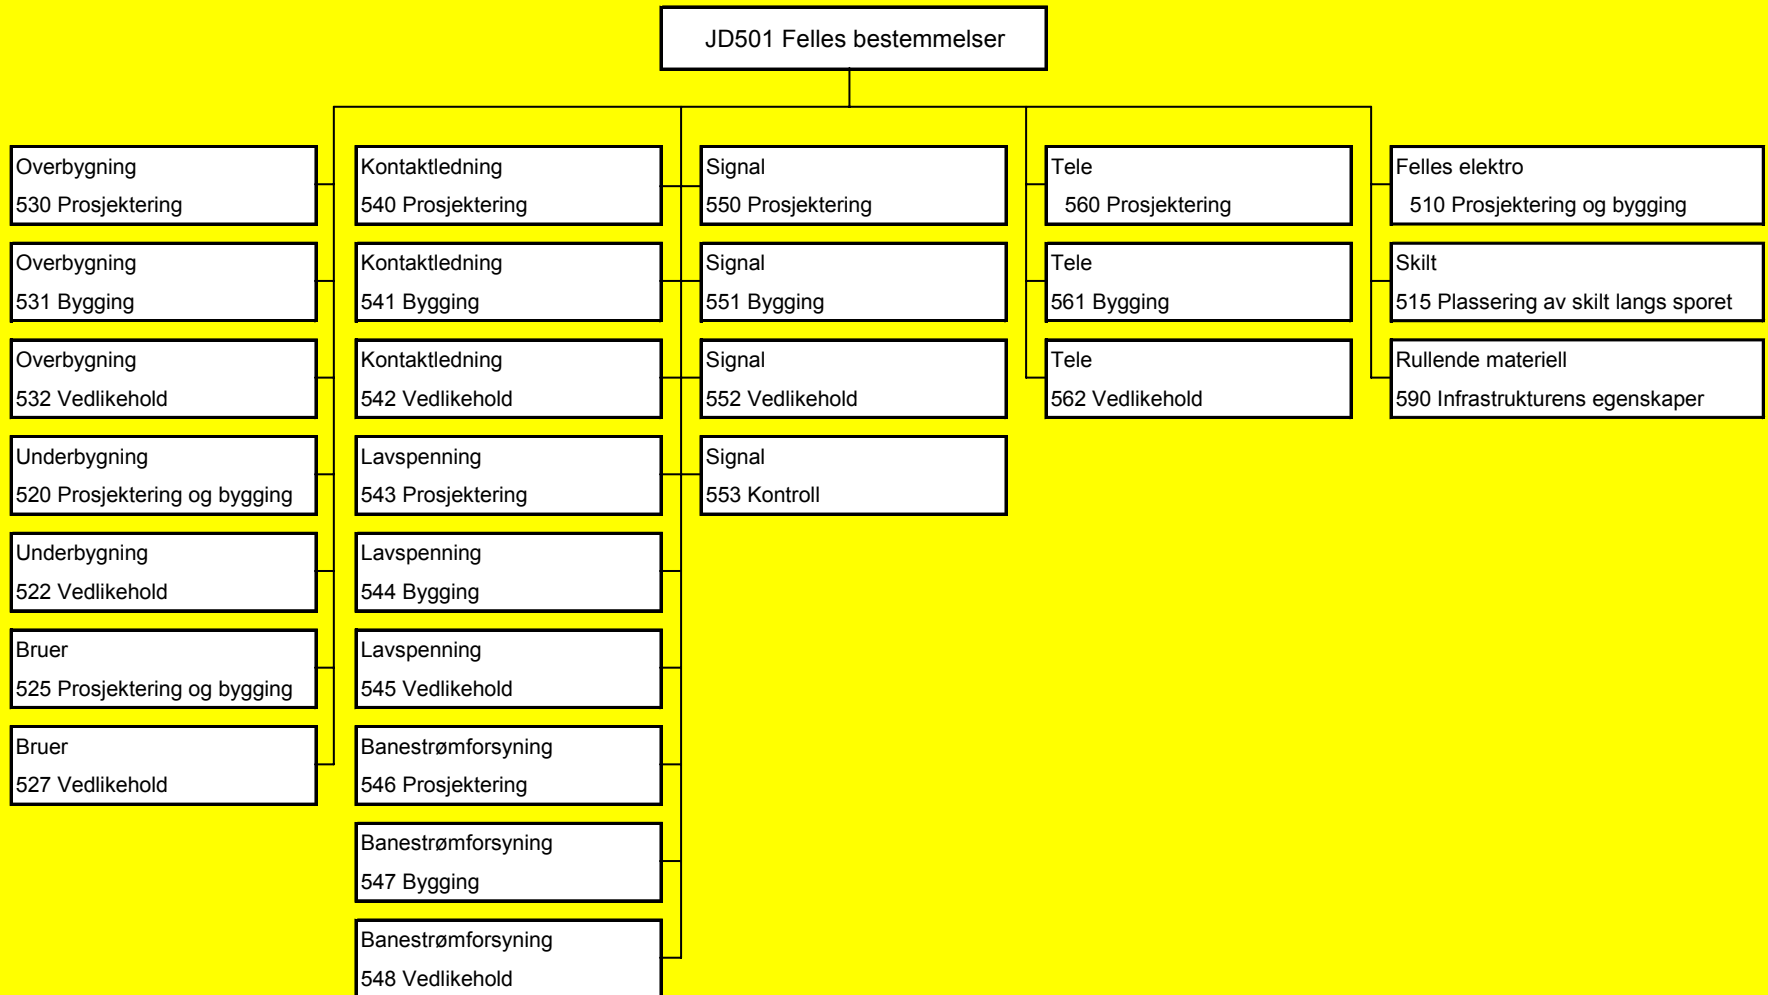 JD501 Felles bestemmelser
Overbygning
530 Prosjektering
Overbygning
531 Bygging
Overbygning
532 Vedlikehold
Underbygning
520 Prosjektering og bygging
Underbygning
522 Vedlikehold
Bruer
525 Prosjektering og bygging
Bruer
527 Vedlikehold
Kontaktledning
540 Prosjektering
Kontaktledning
541 Bygging
Kontaktledning
542 Vedlikehold
Lavspenning
543 Prosjektering
Lavspenning
544 Bygging
Lavspenning
545 Vedlikehold
Banestrømforsyning
546 Prosjektering
Banestrømforsyning
547 Bygging
Banestrømforsyning
548 Vedlikehold
Signal
550 Prosjektering
Signal
551 Bygging
Signal
552 Vedlikehold
Signal
553 Kontroll
Tele
560 Prosjektering
Tele
561 Bygging
Tele
562 Vedlikehold
Felles elektro
510 Prosjektering og bygging
Skilt
515 Plassering av skilt langs sporet
Rullende materiell
590 Infrastrukturens egenskaper